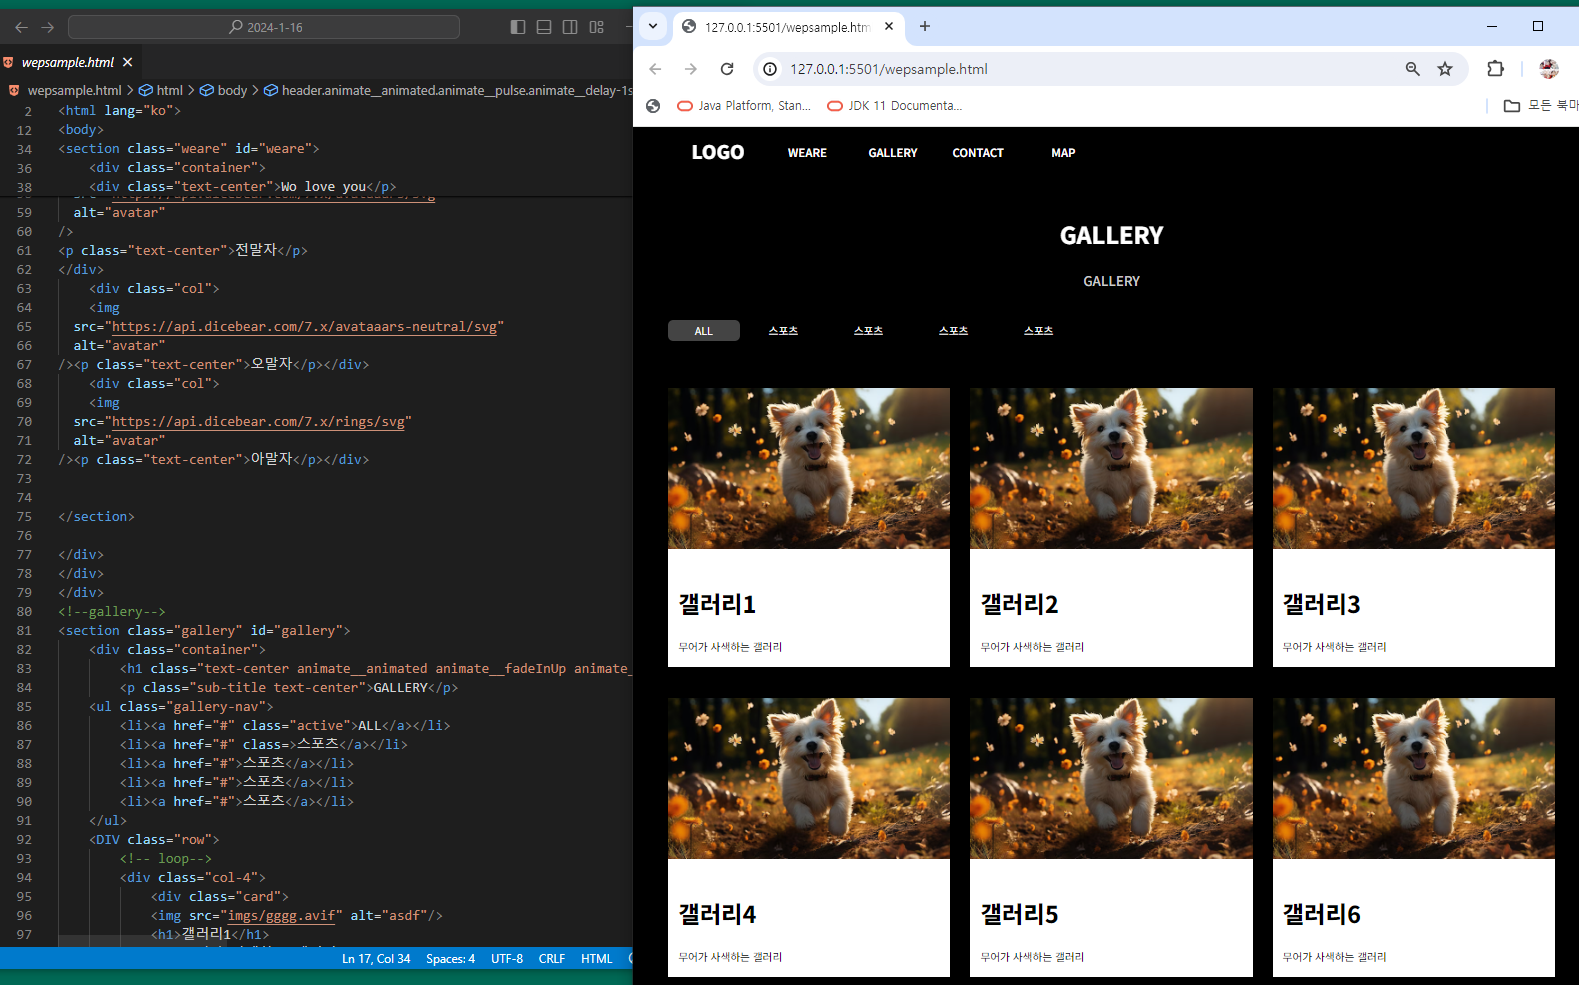 2024-1-16
wepsample.html
wepsample.html > html > body > header.animate__animated.animate__pulse.animate__delay-1s
2 <html lang="ko">
12 <body>
34 <section class="weare" id="weare">
36 <div class="container">
38 <div class="text-center">Wo love you</p>
59 alt="avatar"
60 />
61 <p class="text-center">전말자</p>
62 </div>
63 <div class="col">
64 <img
65 src="https://api.dicebear.com/7.x/avataaars-neutral/svg"
66 alt="avatar"
67 /><p class="text-center">오말자</p></div>
68 <div class="col">
69 <img
70 src="https://api.dicebear.com/7.x/rings/svg"
71 alt="avatar"
72 /><p class="text-center">아말자</p></div>
73
74
75 </section>
76
77 </div>
78 </div>
79 </div>
80 <!--gallery-->
81 <section class="gallery" id="gallery">
82 <div class="container">
83 <h1 class="text-center animate__animated animate__fadeInUp animate_
84 <p class="sub-title text-center">GALLERY</p>
85 <ul class="gallery-nav">
86 <li><a href="#" class="active">ALL</a></li>
87 <li><a href="#" class=>스포츠</a></li>
88 <li><a href="#">스포츠</a></li>
89 <li><a href="#">스포츠</a></li>
90 <li><a href="#">스포츠</a></li>
91 </ul>
92 <DIV class="row">
93 <!-- loop-->
94 <div class="col-4">
95 <div class="card">
96 <img src="imgs/gggg.avif" alt="asdf"/>
97 <h1>갤러리1</h1>
Ln 17, Col 34 Spaces: 4 UTF-8 CRLF HTML
127.0.0.1:5501/wepsample.htm
127.0.0.1:5501/wepsample.html
Java Platform, Stan... JDK 11 Documenta... 모든 북마
LOGO WEARE GALLERY CONTACT MAP
GALLERY
GALLERY
ALL 스포츠 스포츠 스포츠 스포츠
갤러리1 갤러리2 갤러리3
무어가 사색하는 갤러리 무어가 사색하는 갤러리 무어가 사색하는 갤러리
갤러리4 갤러리5 갤러리6
무어가 사색하는 갤러리 무어가 사색하는 갤러리 무어가 사색하는 갤러리